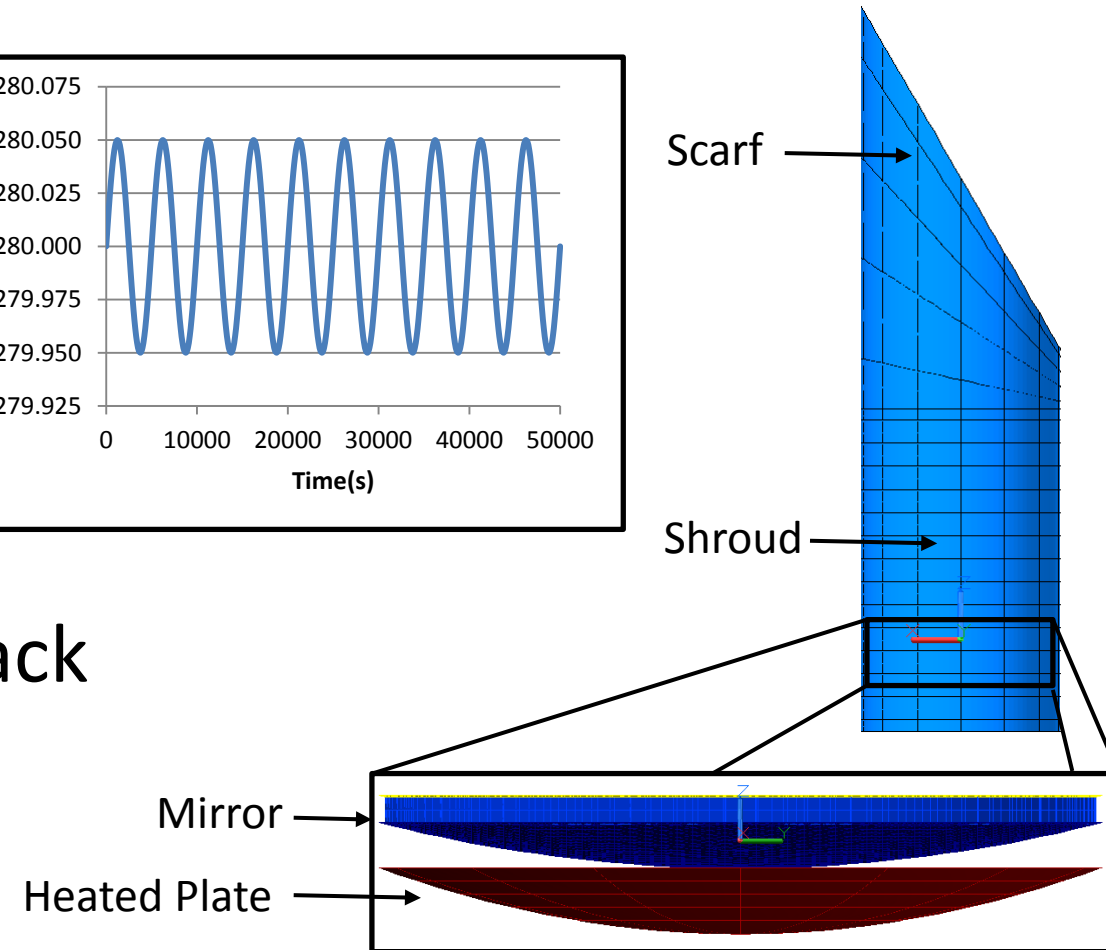 280.075
280.050
280.025
280.000
279.975
279.950
279.925
0 10000 20000 30000 40000 50000
Time(s)
Scarf
Shroud
Z
X
Y
ack
Mirror
Z
X
Y
Heated Plate